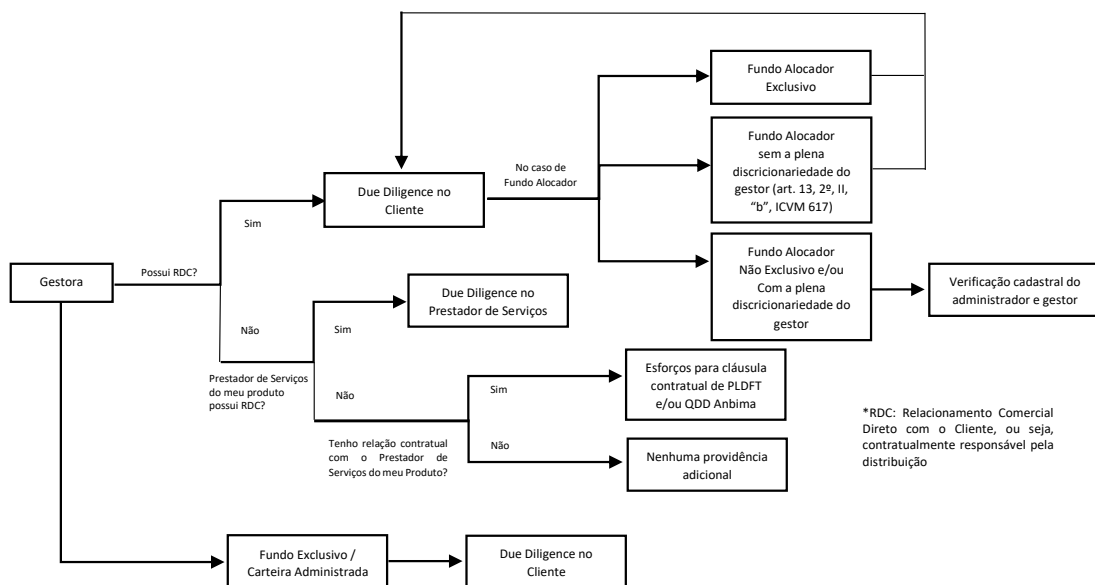 Fundo Alocador
Exclusivo
No caso de
Fundo Alocador
Fundo Alocador
sem a plena
discricionariedade do
gestor (art. 13, 2º, II,
“b”, ICVM 617)
Due Diligence no
Cliente
Sim
Fundo Alocador
Não Exclusivo e/ou
Com a plena
discricionariedade do
gestor
Verificação cadastral do
administrador e gestor
Gestora
Possui RDC?
Due Diligence no
Prestador de Serviços
Não
Sim
Prestador de Serviços
do meu produto
possui RDC?
Não
Sim
Esforços para cláusula
contratual de PLDFT
e/ou QDD Anbima
*RDC: Relacionamento Comercial
Direto com o Cliente, ou seja,
contratualmente responsável pela
distribuição
Tenho relação contratual
com o Prestador de
Serviços do meu Produto?
Não
Nenhuma providência
adicional
Fundo Exclusivo /
Carteira Administrada
Due Diligence no
Cliente